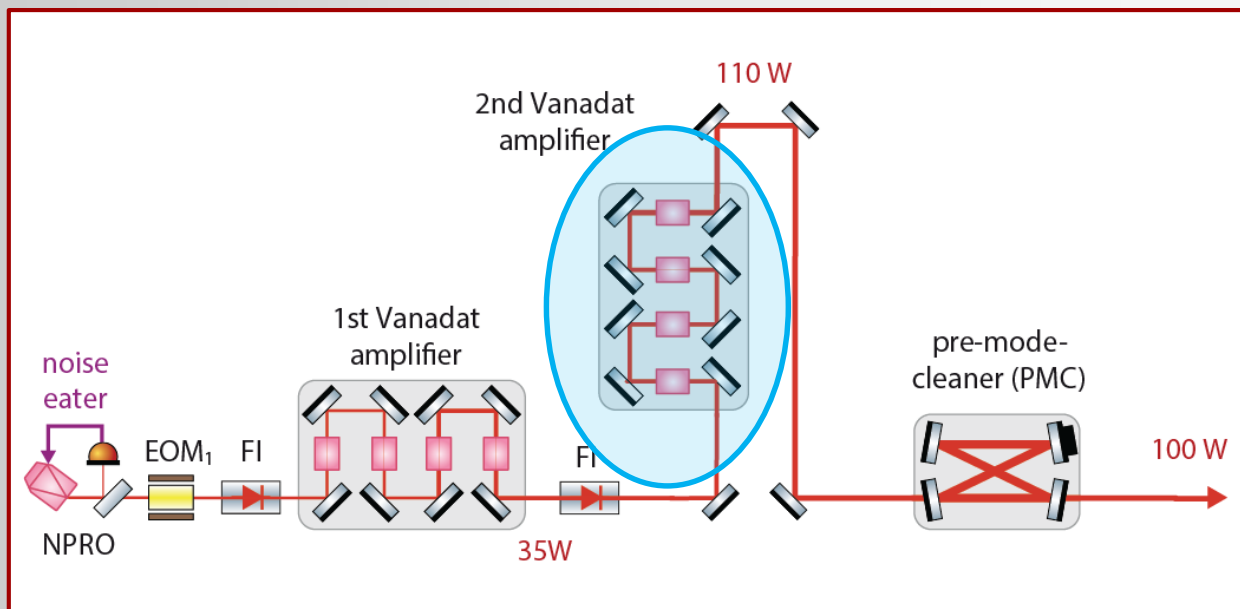 110 W
2nd Vanadat
amplifier
1st Vanadat
amplifier
pre-mode-
cleaner (PMC)
noise
eater
EOM₁
FI
FI
100 W
NPRO
35W